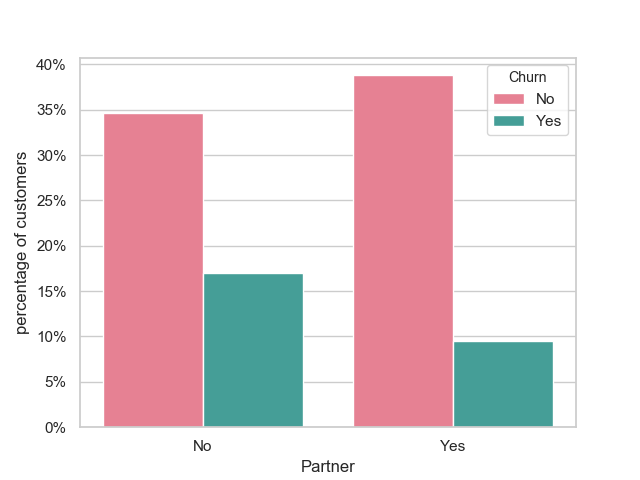 40%
35%
30%
25%
20%
15%
10%
5%
0%
percentage of customers
Churn
No
Yes
No Yes
Partner